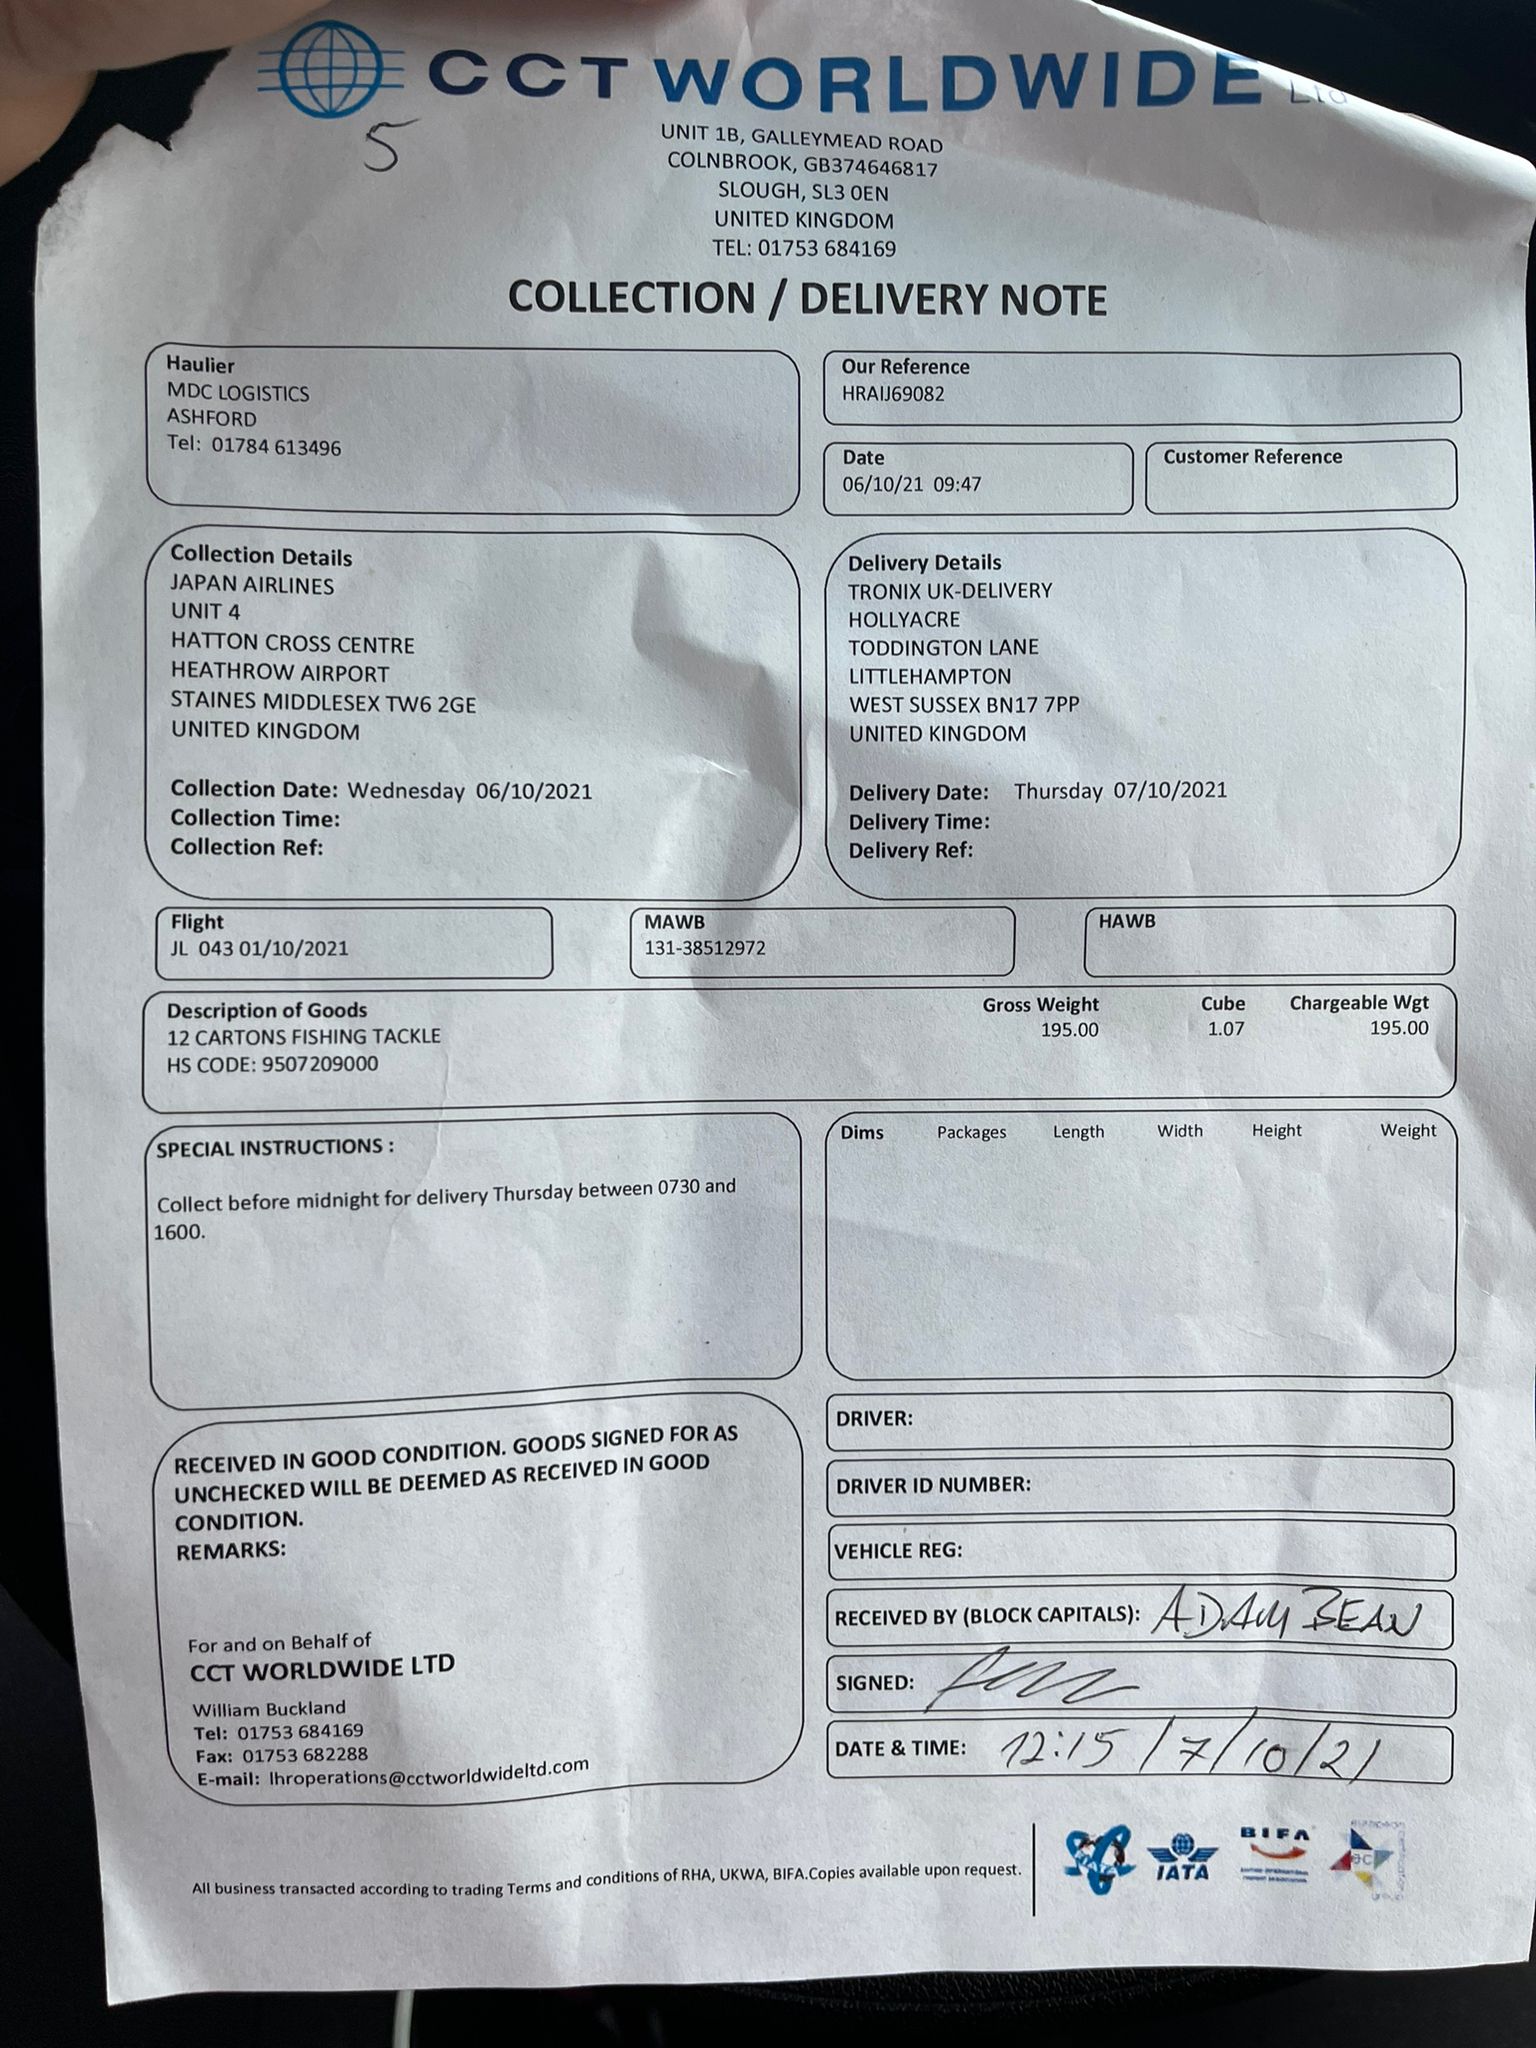 CCT WORLDWIDE Ltd
5
UNIT 1B, GALLEYMEAD ROAD
COLNBROOK, GB374646817
SLOUGH, SL3 0EN
UNITED KINGDOM
TEL: 01753 684169
COLLECTION / DELIVERY NOTE
Haulier
MDC LOGISTICS
ASHFORD
Tel: 01784 613496
Our Reference
HRAIJ69082
Date
06/10/21 09:47
Customer Reference
Collection Details
JAPAN AIRLINES
UNIT 4
HATTON CROSS CENTRE
HEATHROW AIRPORT
STAINES MIDDLESEX TW6 2GE
UNITED KINGDOM
Collection Date: Wednesday 06/10/2021
Collection Time:
Collection Ref:
Delivery Details
TRONIX UK-DELIVERY
HOLLYACRE
TODDINGTON LANE
LITTLEHAMPTON
WEST SUSSEX BN17 7PP
UNITED KINGDOM
Delivery Date: Thursday 07/10/2021
Delivery Time:
Delivery Ref:
Flight
JL 043 01/10/2021
MAWB
131-38512972
HAWB
Description of Goods Gross Weight Cube Chargeable Wgt
12 CARTONS FISHING TACKLE 195.00 1.07 195.00
HS CODE: 9507209000
SPECIAL INSTRUCTIONS :
Collect before midnight for delivery Thursday between 0730 and
1600.
Dims Packages Length Width Height Weight
RECEIVED IN GOOD CONDITION. GOODS SIGNED FOR AS
UNCHECKED WILL BE DEEMED AS RECEIVED IN GOOD
CONDITION.
REMARKS:
For and on Behalf of
CCT WORLDWIDE LTD
William Buckland
Tel: 01753 684169
Fax: 01753 682288
E-mail: lhroperations@cctworldwideltd.com
DRIVER:
DRIVER ID NUMBER:
VEHICLE REG:
RECEIVED BY (BLOCK CAPITALS): ADAM BEAN
SIGNED:
DATE & TIME: 12:15 / 7/10/21
All business transacted according to trading Terms and conditions of RHA, UKWA, BIFA.Copies available upon request.
IATA
BIFA